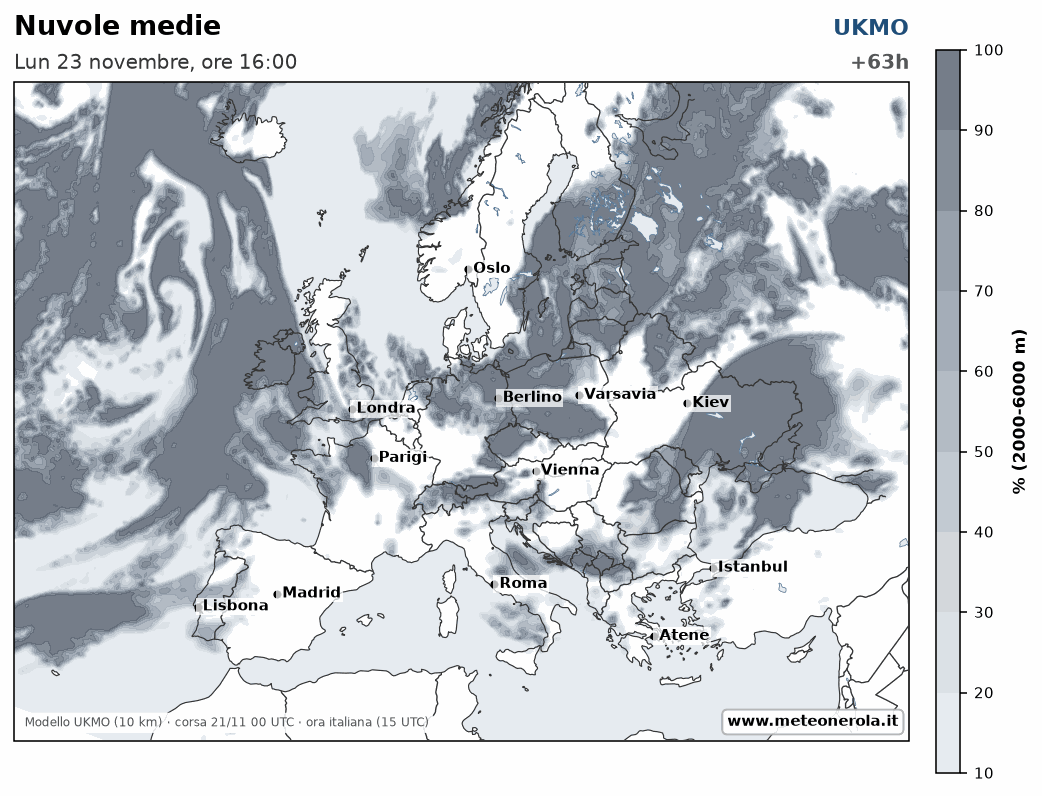 Nuvole medie
UKMO
Lun 23 novembre, ore 16:00
+63h
Oslo
Londra
Berlino
Varsavia
Kiev
Parigi
Vienna
Istanbul
Roma
Madrid
Lisbona
Atene
Modello UKMO (10 km) · corsa 21/11 00 UTC · ora italiana (15 UTC)
www.meteonerola.it
100
90
80
70
60
50
40
30
20
10
% (2000-6000 m)